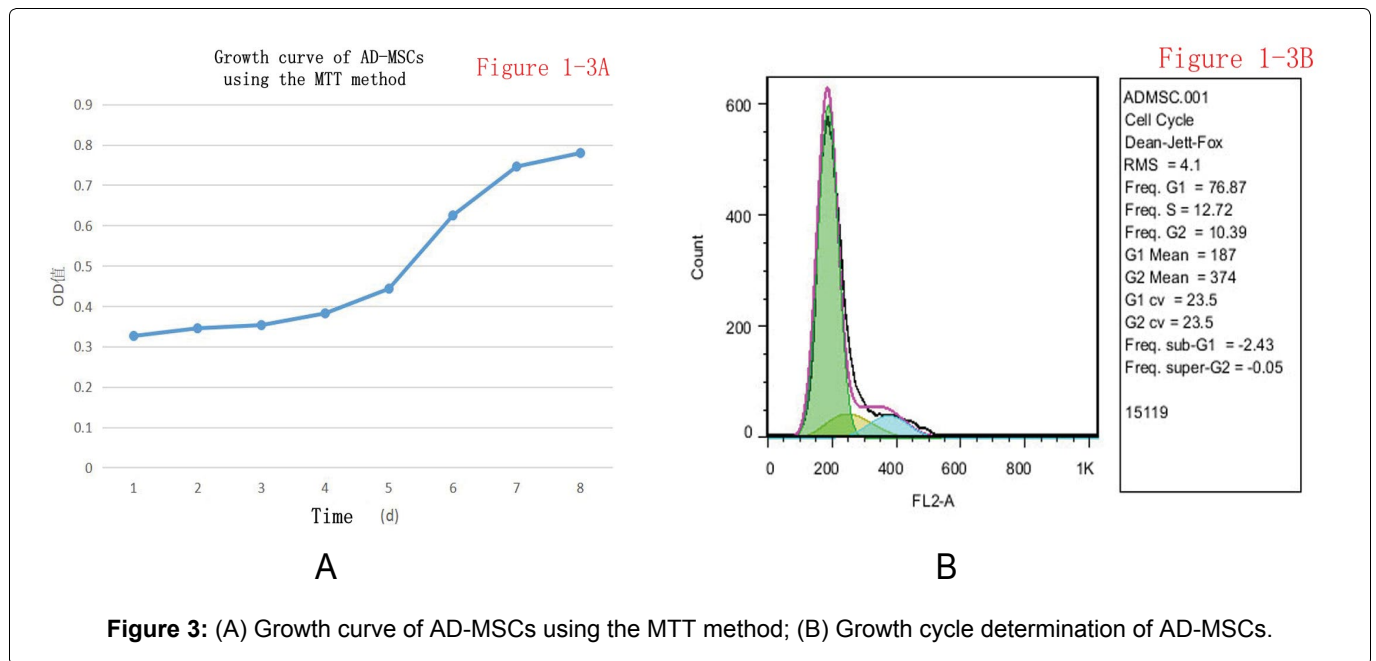 Growth curve of AD-MSCs
using the MTT method
Figure 1-3A
0.9
0.8
0.7
0.6
0.5
0.4
0.3
0.2
0.1
0
OD值
1 2 3 4 5 6 7 8
Time (d)
A
Figure 1-3B
600
400
200
0
Count
0 200 400 600 800 1K
FL2-A
ADMSC.001
Cell Cycle
Dean-Jett-Fox
RMS = 4.1
Freq. G1 = 76.87
Freq. S = 12.72
Freq. G2 = 10.39
G1 Mean = 187
G2 Mean = 374
G1 cv = 23.5
G2 cv = 23.5
Freq. sub-G1 = -2.43
Freq. super-G2 = -0.05
15119
B
Figure 3: (A) Growth curve of AD-MSCs using the MTT method; (B) Growth cycle determination of AD-MSCs.